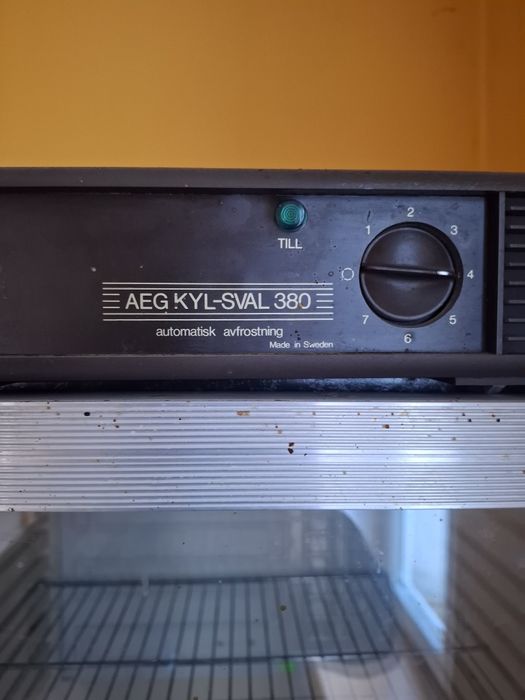 TILL
1 2 3 4 5 6 7
AEG KYL-SVAL 380
automatisk avfrostning
Made in Sweden